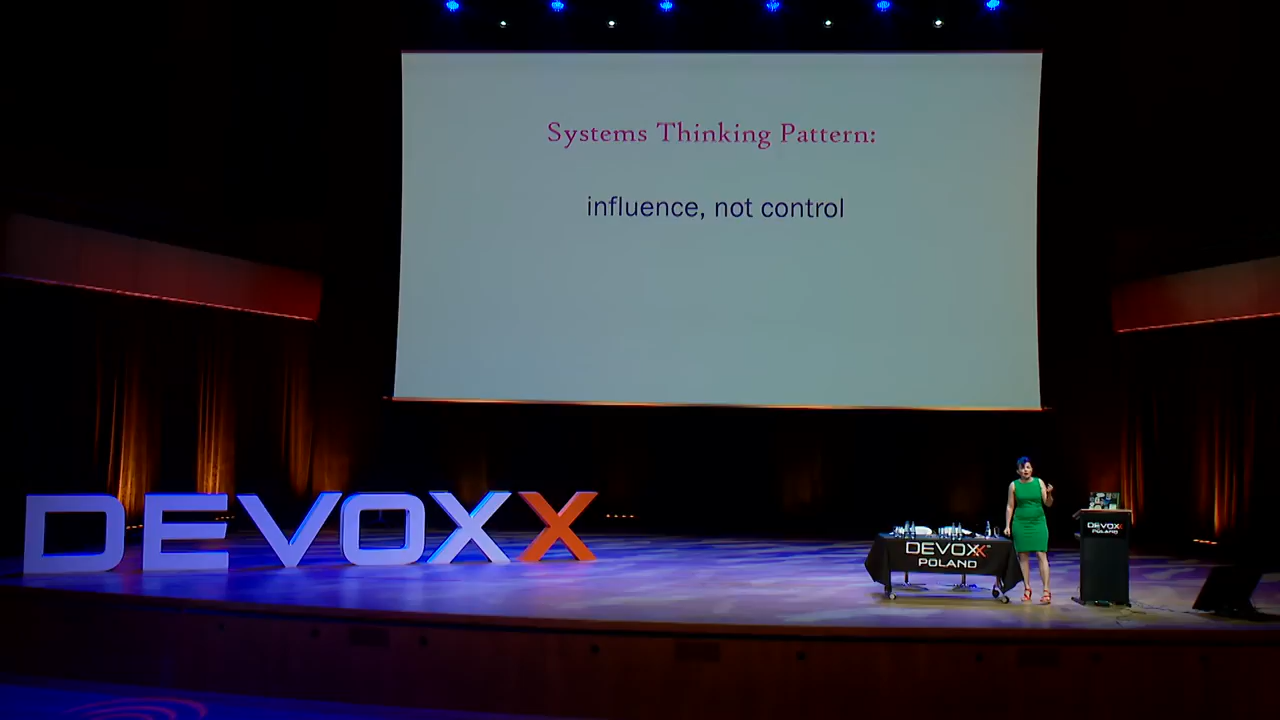 Systems Thinking Pattern:
influence, not control
DEVOXX
DEVOXX
POLAND
DEVOXX
POLAND